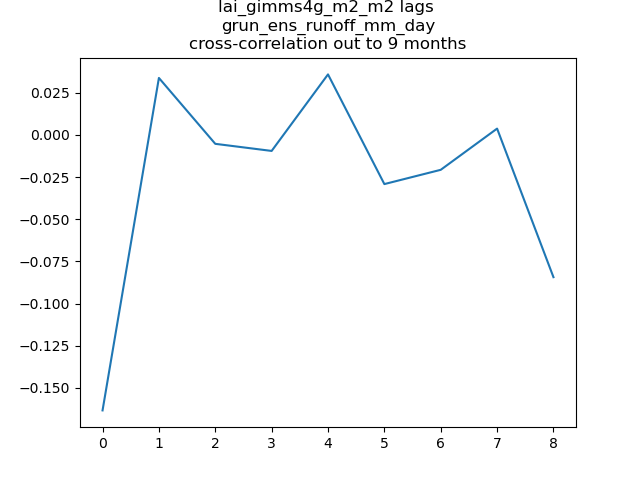 lai_gimms4g_m2_m2 lags
grun_ens_runoff_mm_day
cross-correlation out to 9 months
0.025
0.000
−0.025
−0.050
−0.075
−0.100
−0.125
−0.150
0 1 2 3 4 5 6 7 8